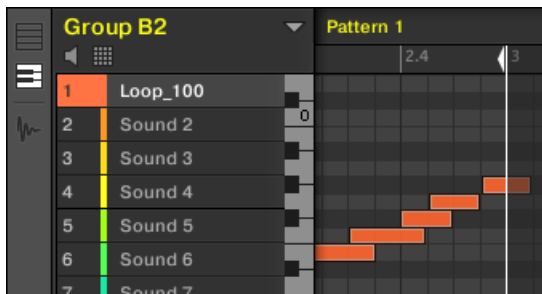 Group B2
Pattern 1
2.4
3
1 Loop_100
0
2 Sound 2
3 Sound 3
4 Sound 4
5 Sound 5
6 Sound 6
7 Sound 7